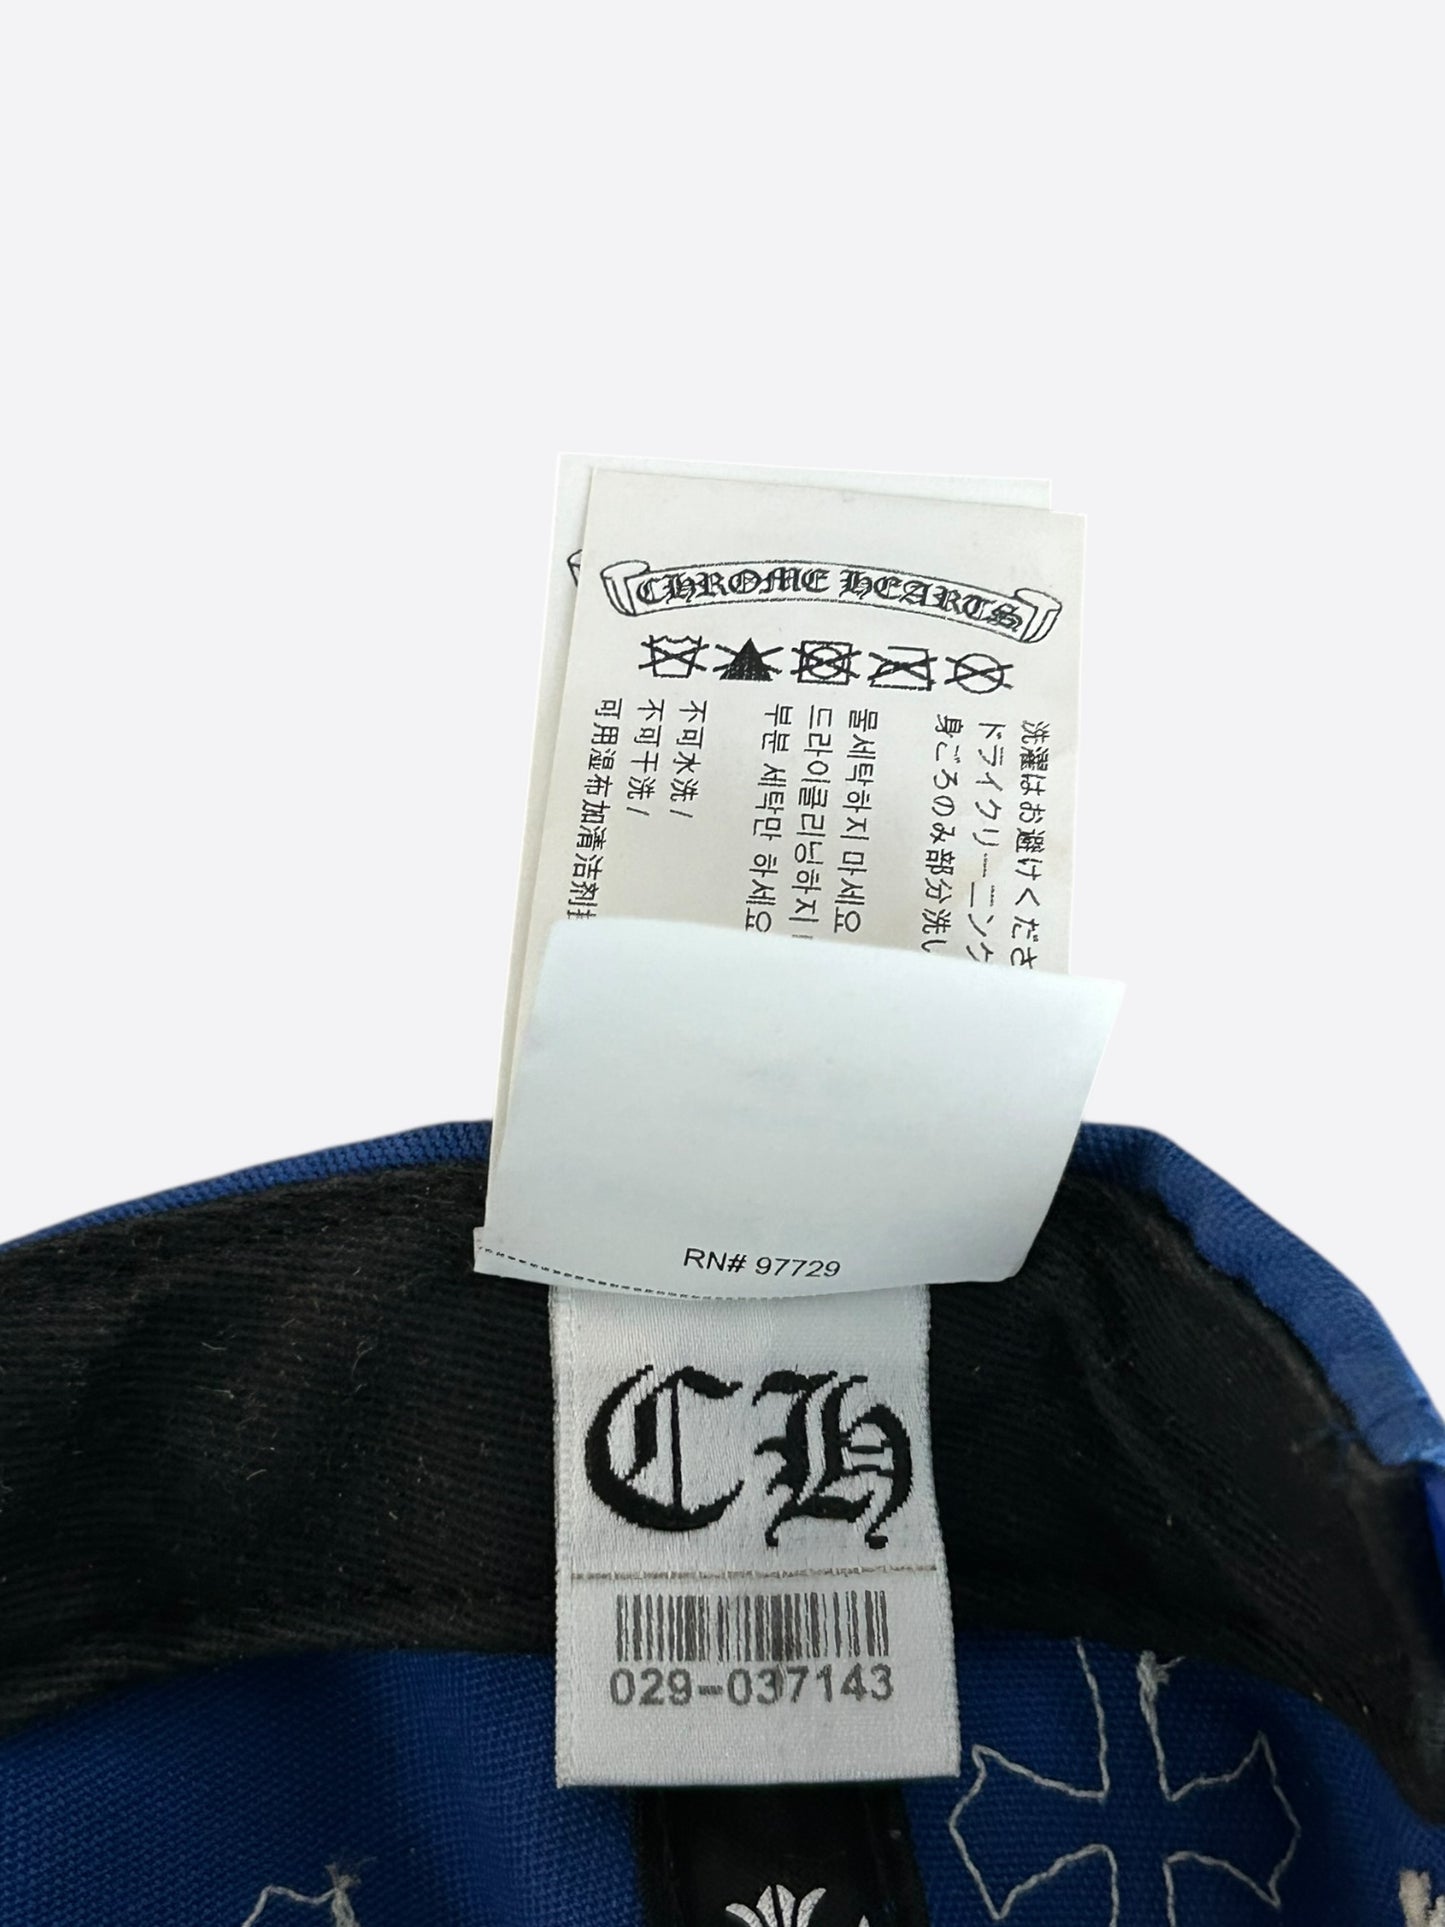 CHROME HEARTS
洗濯はお避けくださ
ドライクリーニング
身ごろのみ部分洗い
물세탁하지 마세요
드라이클리닝하지
부분 세탁만 하세요
不可水洗/
不可干洗/
可用湿布加清洁剂
RN# 97729
CH
029-037143